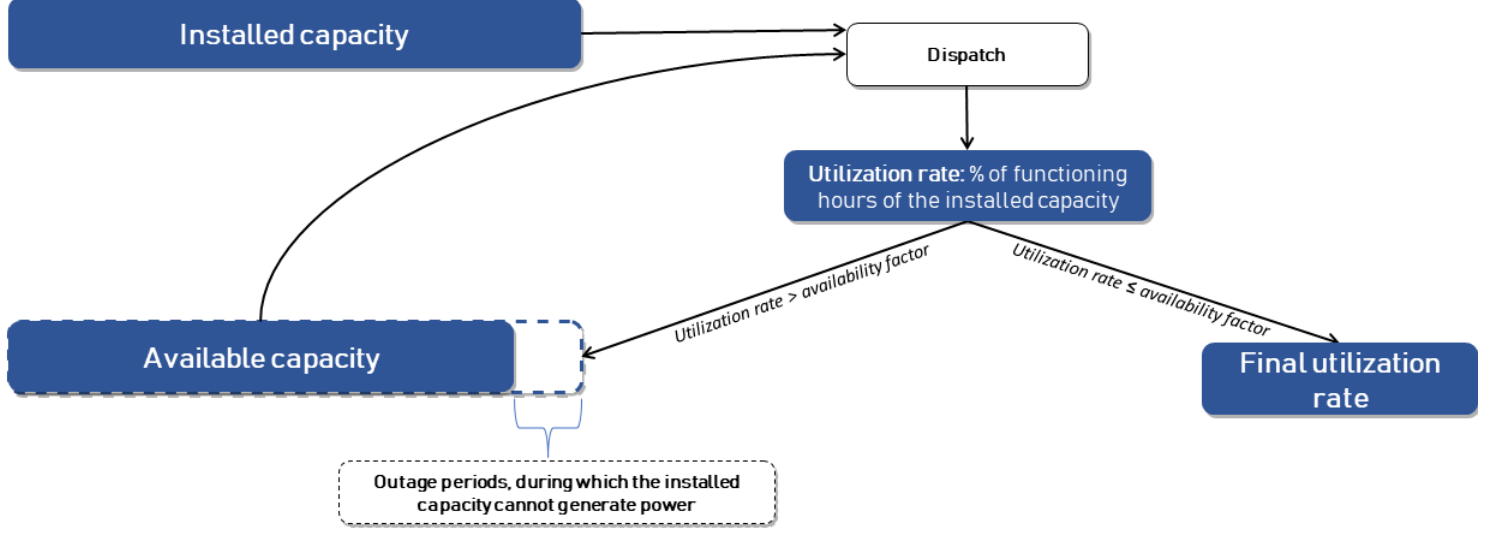 Installed capacity
Dispatch
Utilization rate: % of functioning
hours of the installed capacity
Utilization rate > availability factor
Utilization rate ≤ availability factor
Available capacity
Final utilization
rate
Outage periods, during which the installed
capacity cannot generate power